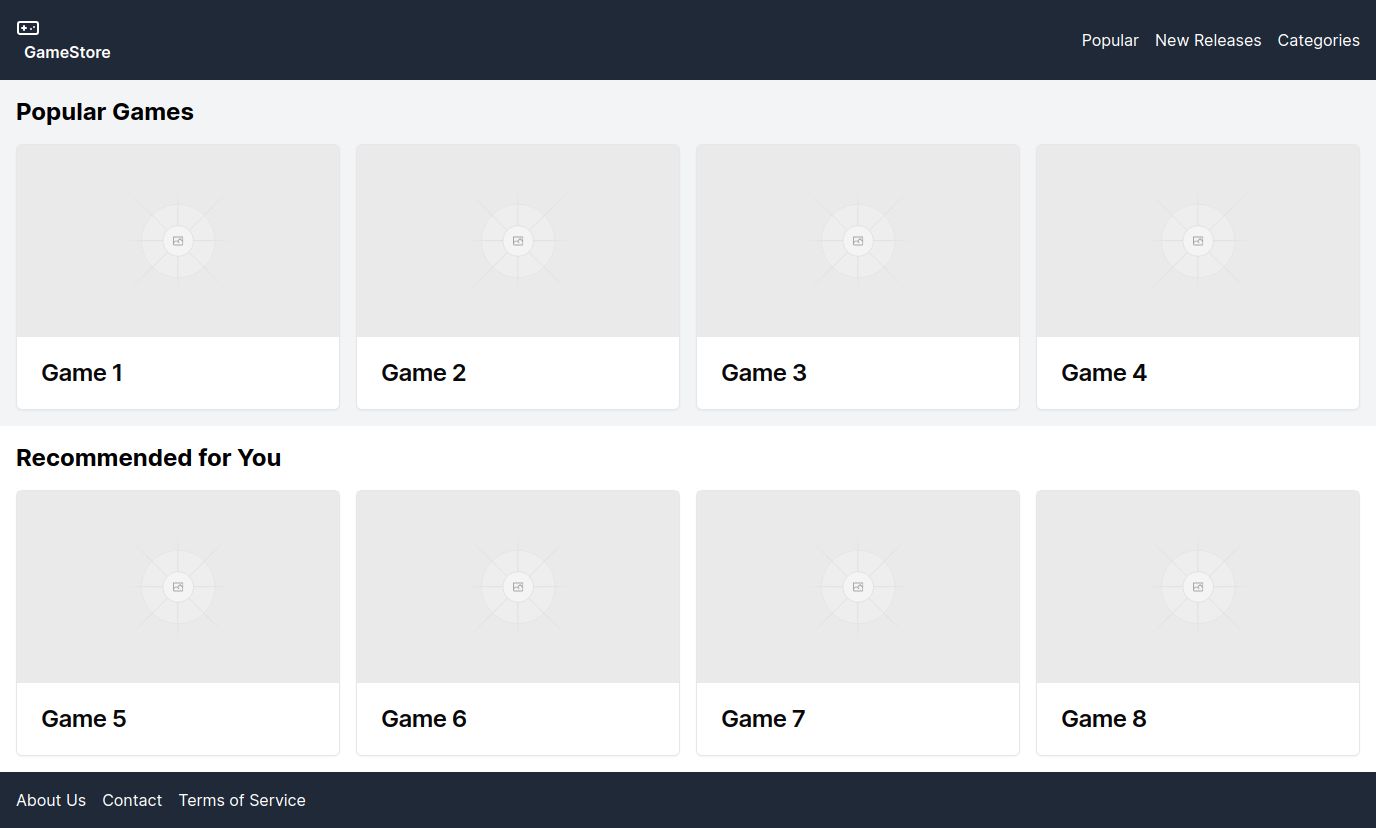 GameStore
Popular New Releases Categories
Popular Games
Game 1
Game 2
Game 3
Game 4
Recommended for You
Game 5
Game 6
Game 7
Game 8
About Us Contact Terms of Service